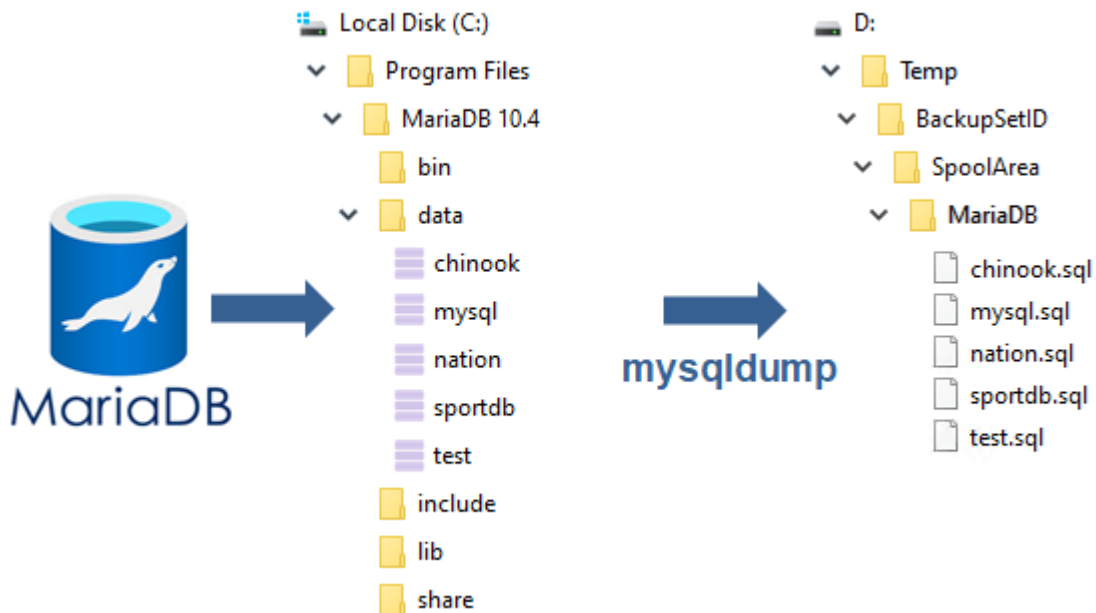 Local Disk (C:)
Program Files
MariaDB 10.4
bin
data
chinook
mysql
nation
sportdb
test
include
lib
share
MariaDB
mysqldump
D:
Temp
BackupSetID
SpoolArea
MariaDB
chinook.sql
mysql.sql
nation.sql
sportdb.sql
test.sql